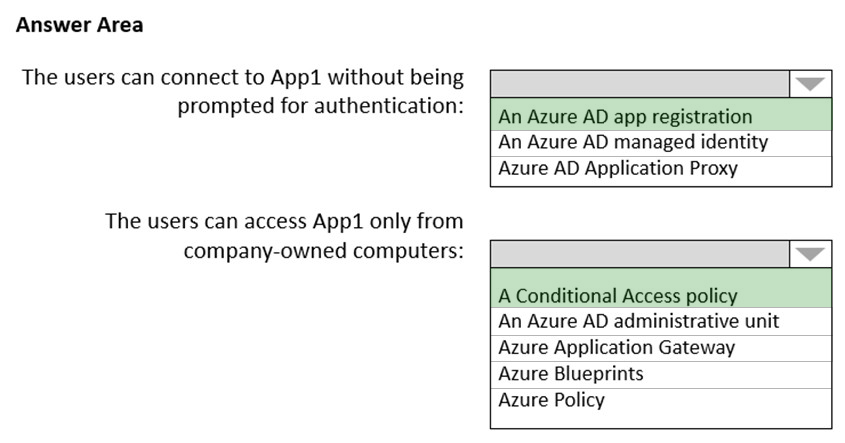 Answer Area
The users can connect to App1 without being
prompted for authentication:
An Azure AD app registration
An Azure AD managed identity
Azure AD Application Proxy
The users can access App1 only from
company-owned computers:
A Conditional Access policy
An Azure AD administrative unit
Azure Application Gateway
Azure Blueprints
Azure Policy